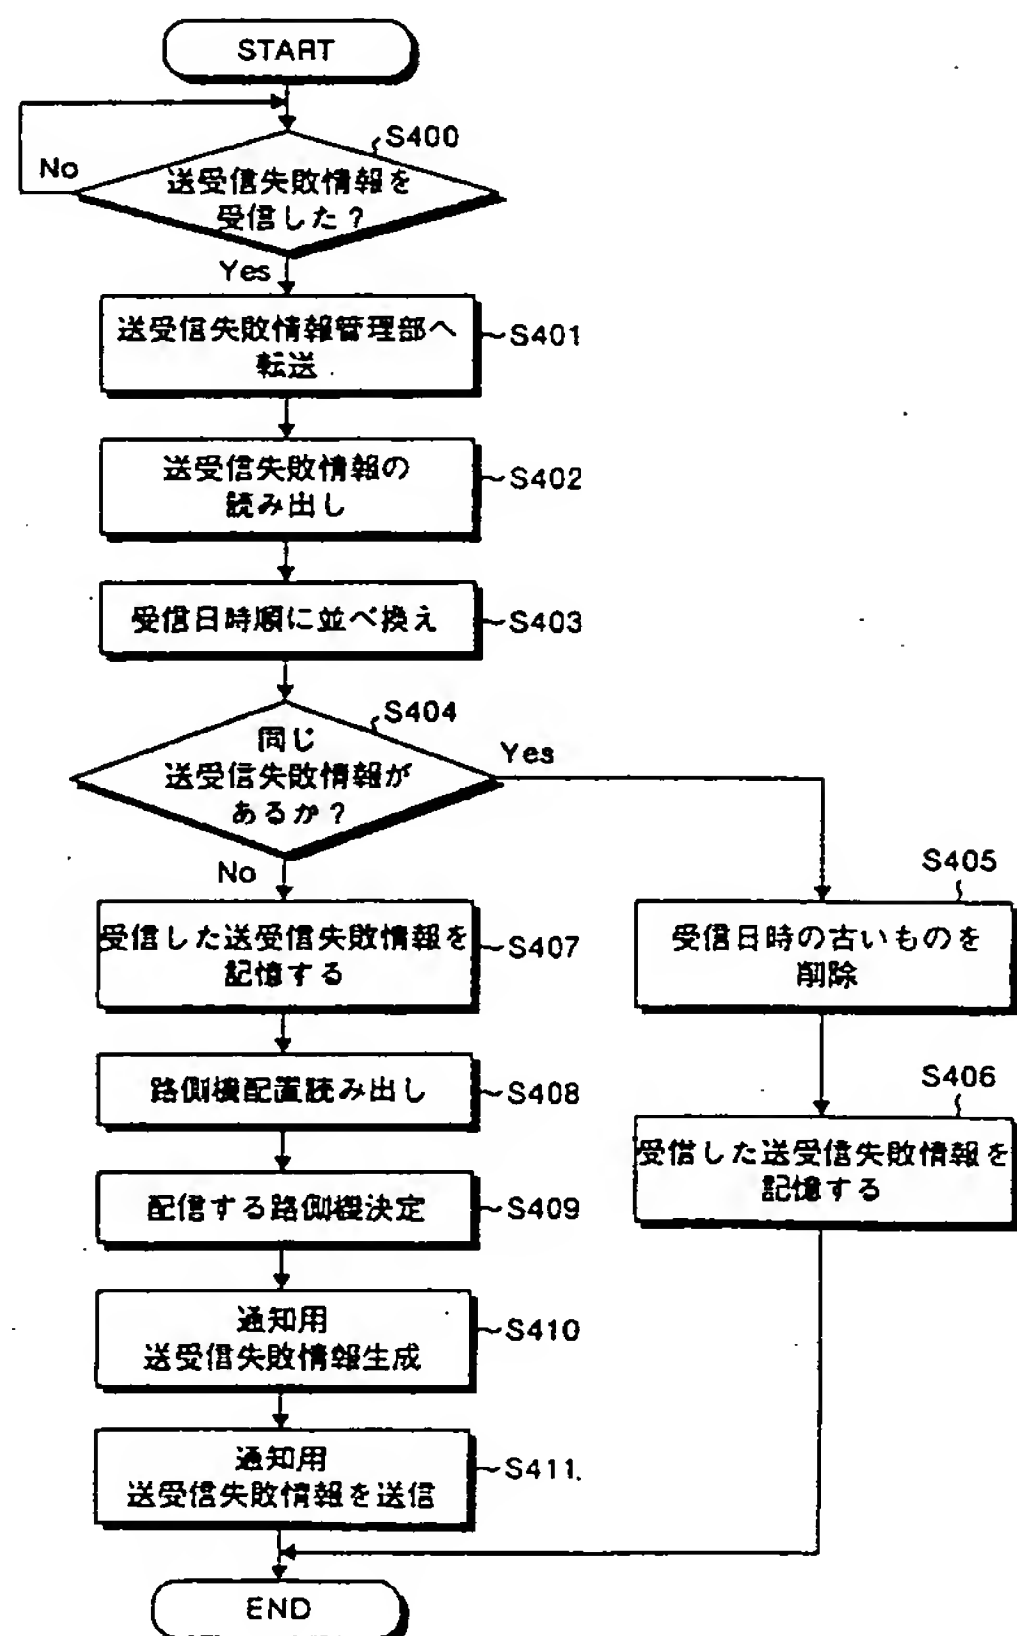 START
S400
No
送受信失敗情報を
受信した?
Yes
送受信失敗情報管理部へ
転送
S401
送受信失敗情報の
読み出し
S402
受信日時順に並べ換え
S403
S404
同じ
送受信失敗情報が
あるか?
Yes
No
S405
受信した送受信失敗情報を
記憶する
S407
受信日時の古いものを
削除
路側機配置読み出し
S408
S406
受信した送受信失敗情報を
記憶する
配信する路側機決定
S409
通知用
送受信失敗情報生成
S410
通知用
送受信失敗情報を送信
S411
END